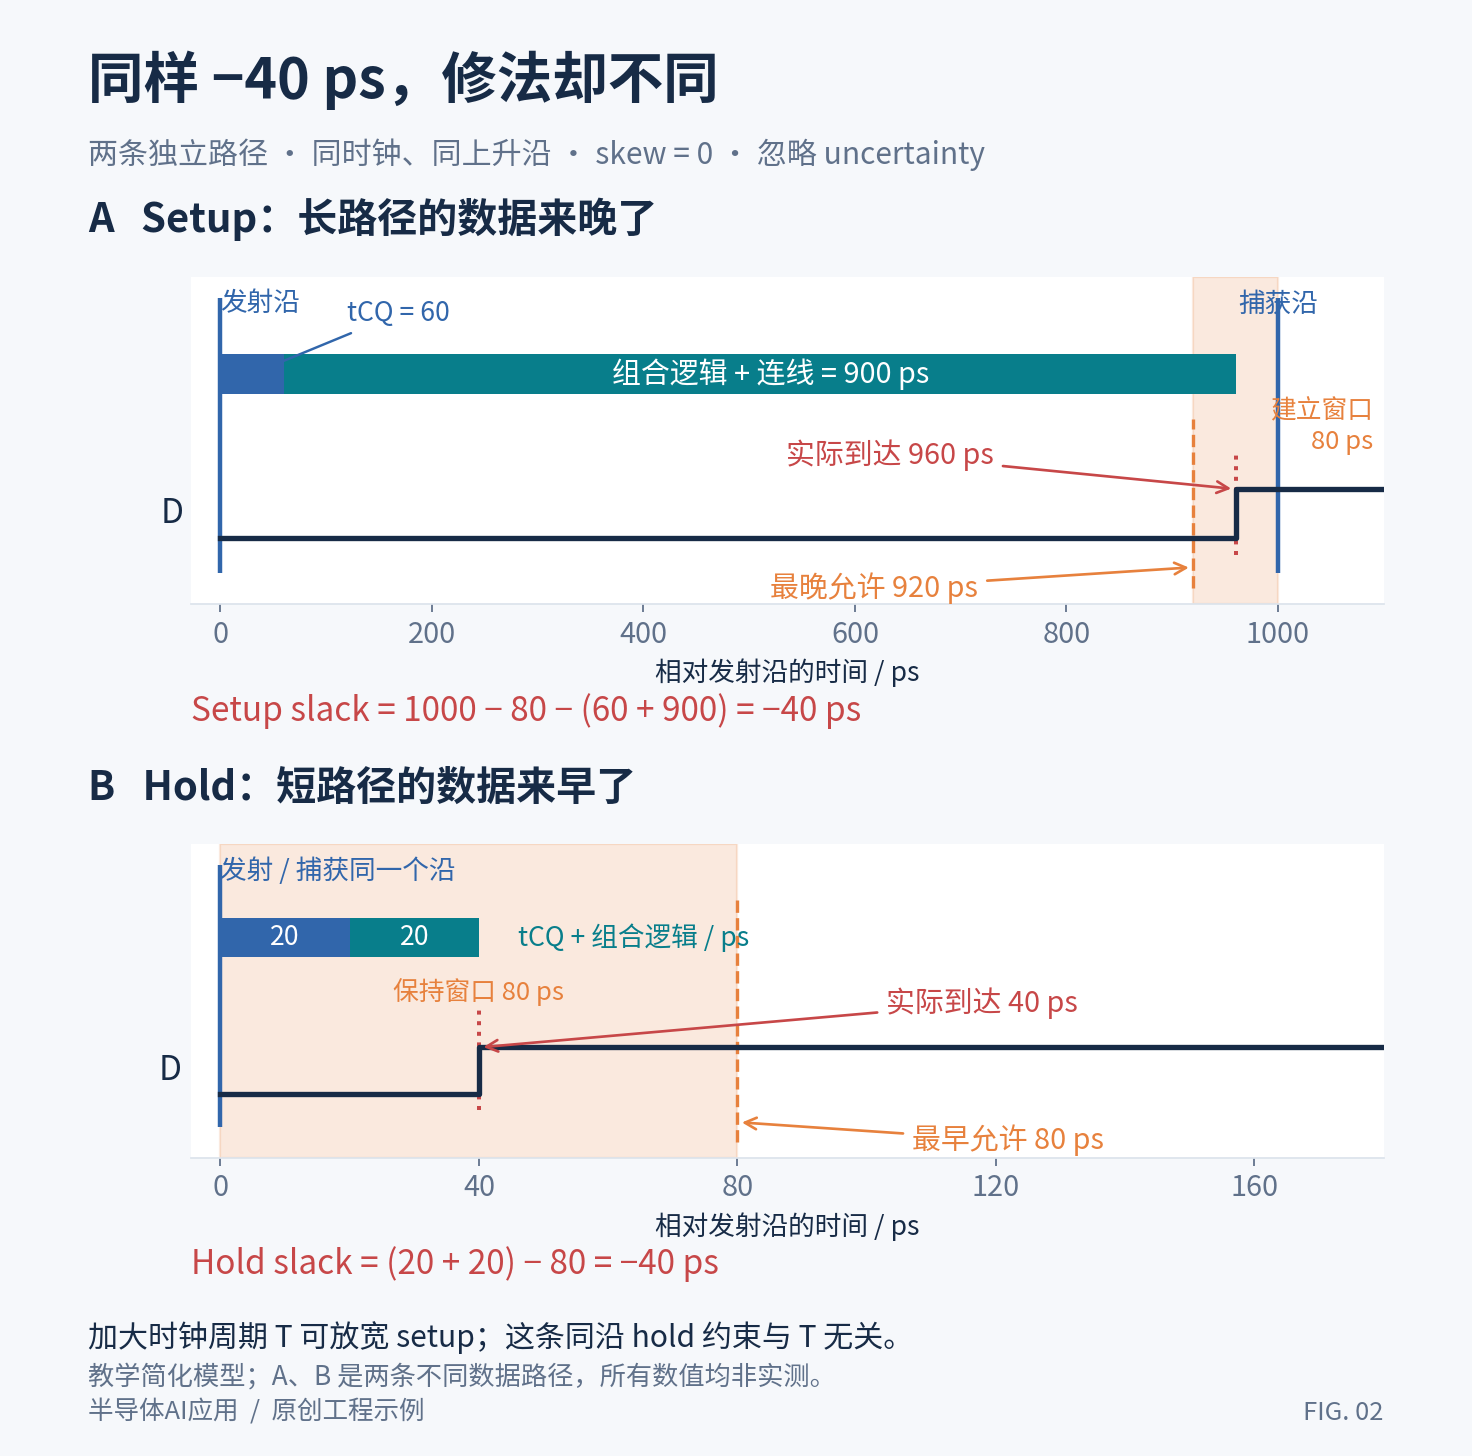 同样 −40 ps，修法却不同
两条独立路径 · 同时钟、同上升沿 · skew = 0 · 忽略 uncertainty
A Setup：长路径的数据来晚了
发射沿
tCQ = 60
捕获沿
组合逻辑 + 连线 = 900 ps
建立窗口
80 ps
实际到达 960 ps
D
最晚允许 920 ps
0 200 400 600 800 1000
相对发射沿的时间 / ps
Setup slack = 1000 − 80 − (60 + 900) = −40 ps
B Hold：短路径的数据来早了
发射 / 捕获同一个沿
20 20 tCQ + 组合逻辑 / ps
保持窗口 80 ps
实际到达 40 ps
D
最早允许 80 ps
0 40 80 120 160
相对发射沿的时间 / ps
Hold slack = (20 + 20) − 80 = −40 ps
加大时钟周期 T 可放宽 setup；这条同沿 hold 约束与 T 无关。
教学简化模型；A、B 是两条不同数据路径，所有数值均非实测。
半导体AI应用 / 原创工程示例
FIG. 02